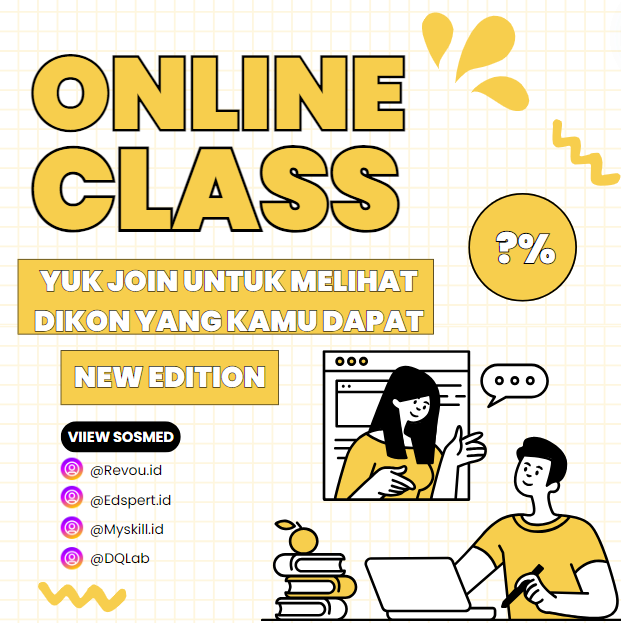 ONLINE
CLASS
?%
YUK JOIN UNTUK MELIHAT
DIKON YANG KAMU DAPAT
NEW EDITION
VIIEW SOSMED
@Revou.id
@Edspert.id
@Myskill.id
@DQLab